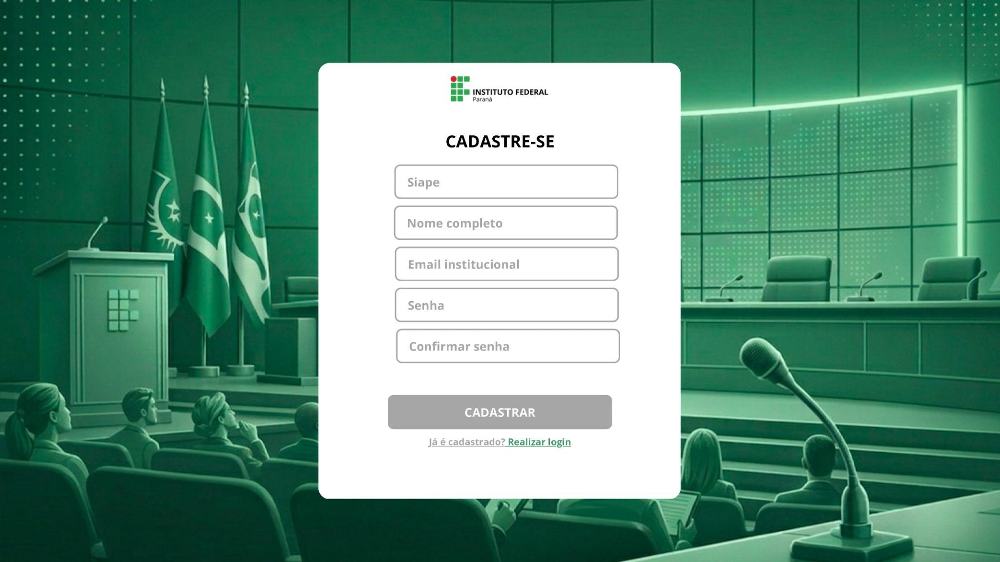 INSTITUTO FEDERAL
Paraná
CADASTRE-SE
Siape
Nome completo
Email institucional
Senha
Confirmar senha
CADASTRAR
Já é cadastrado? Realizar login